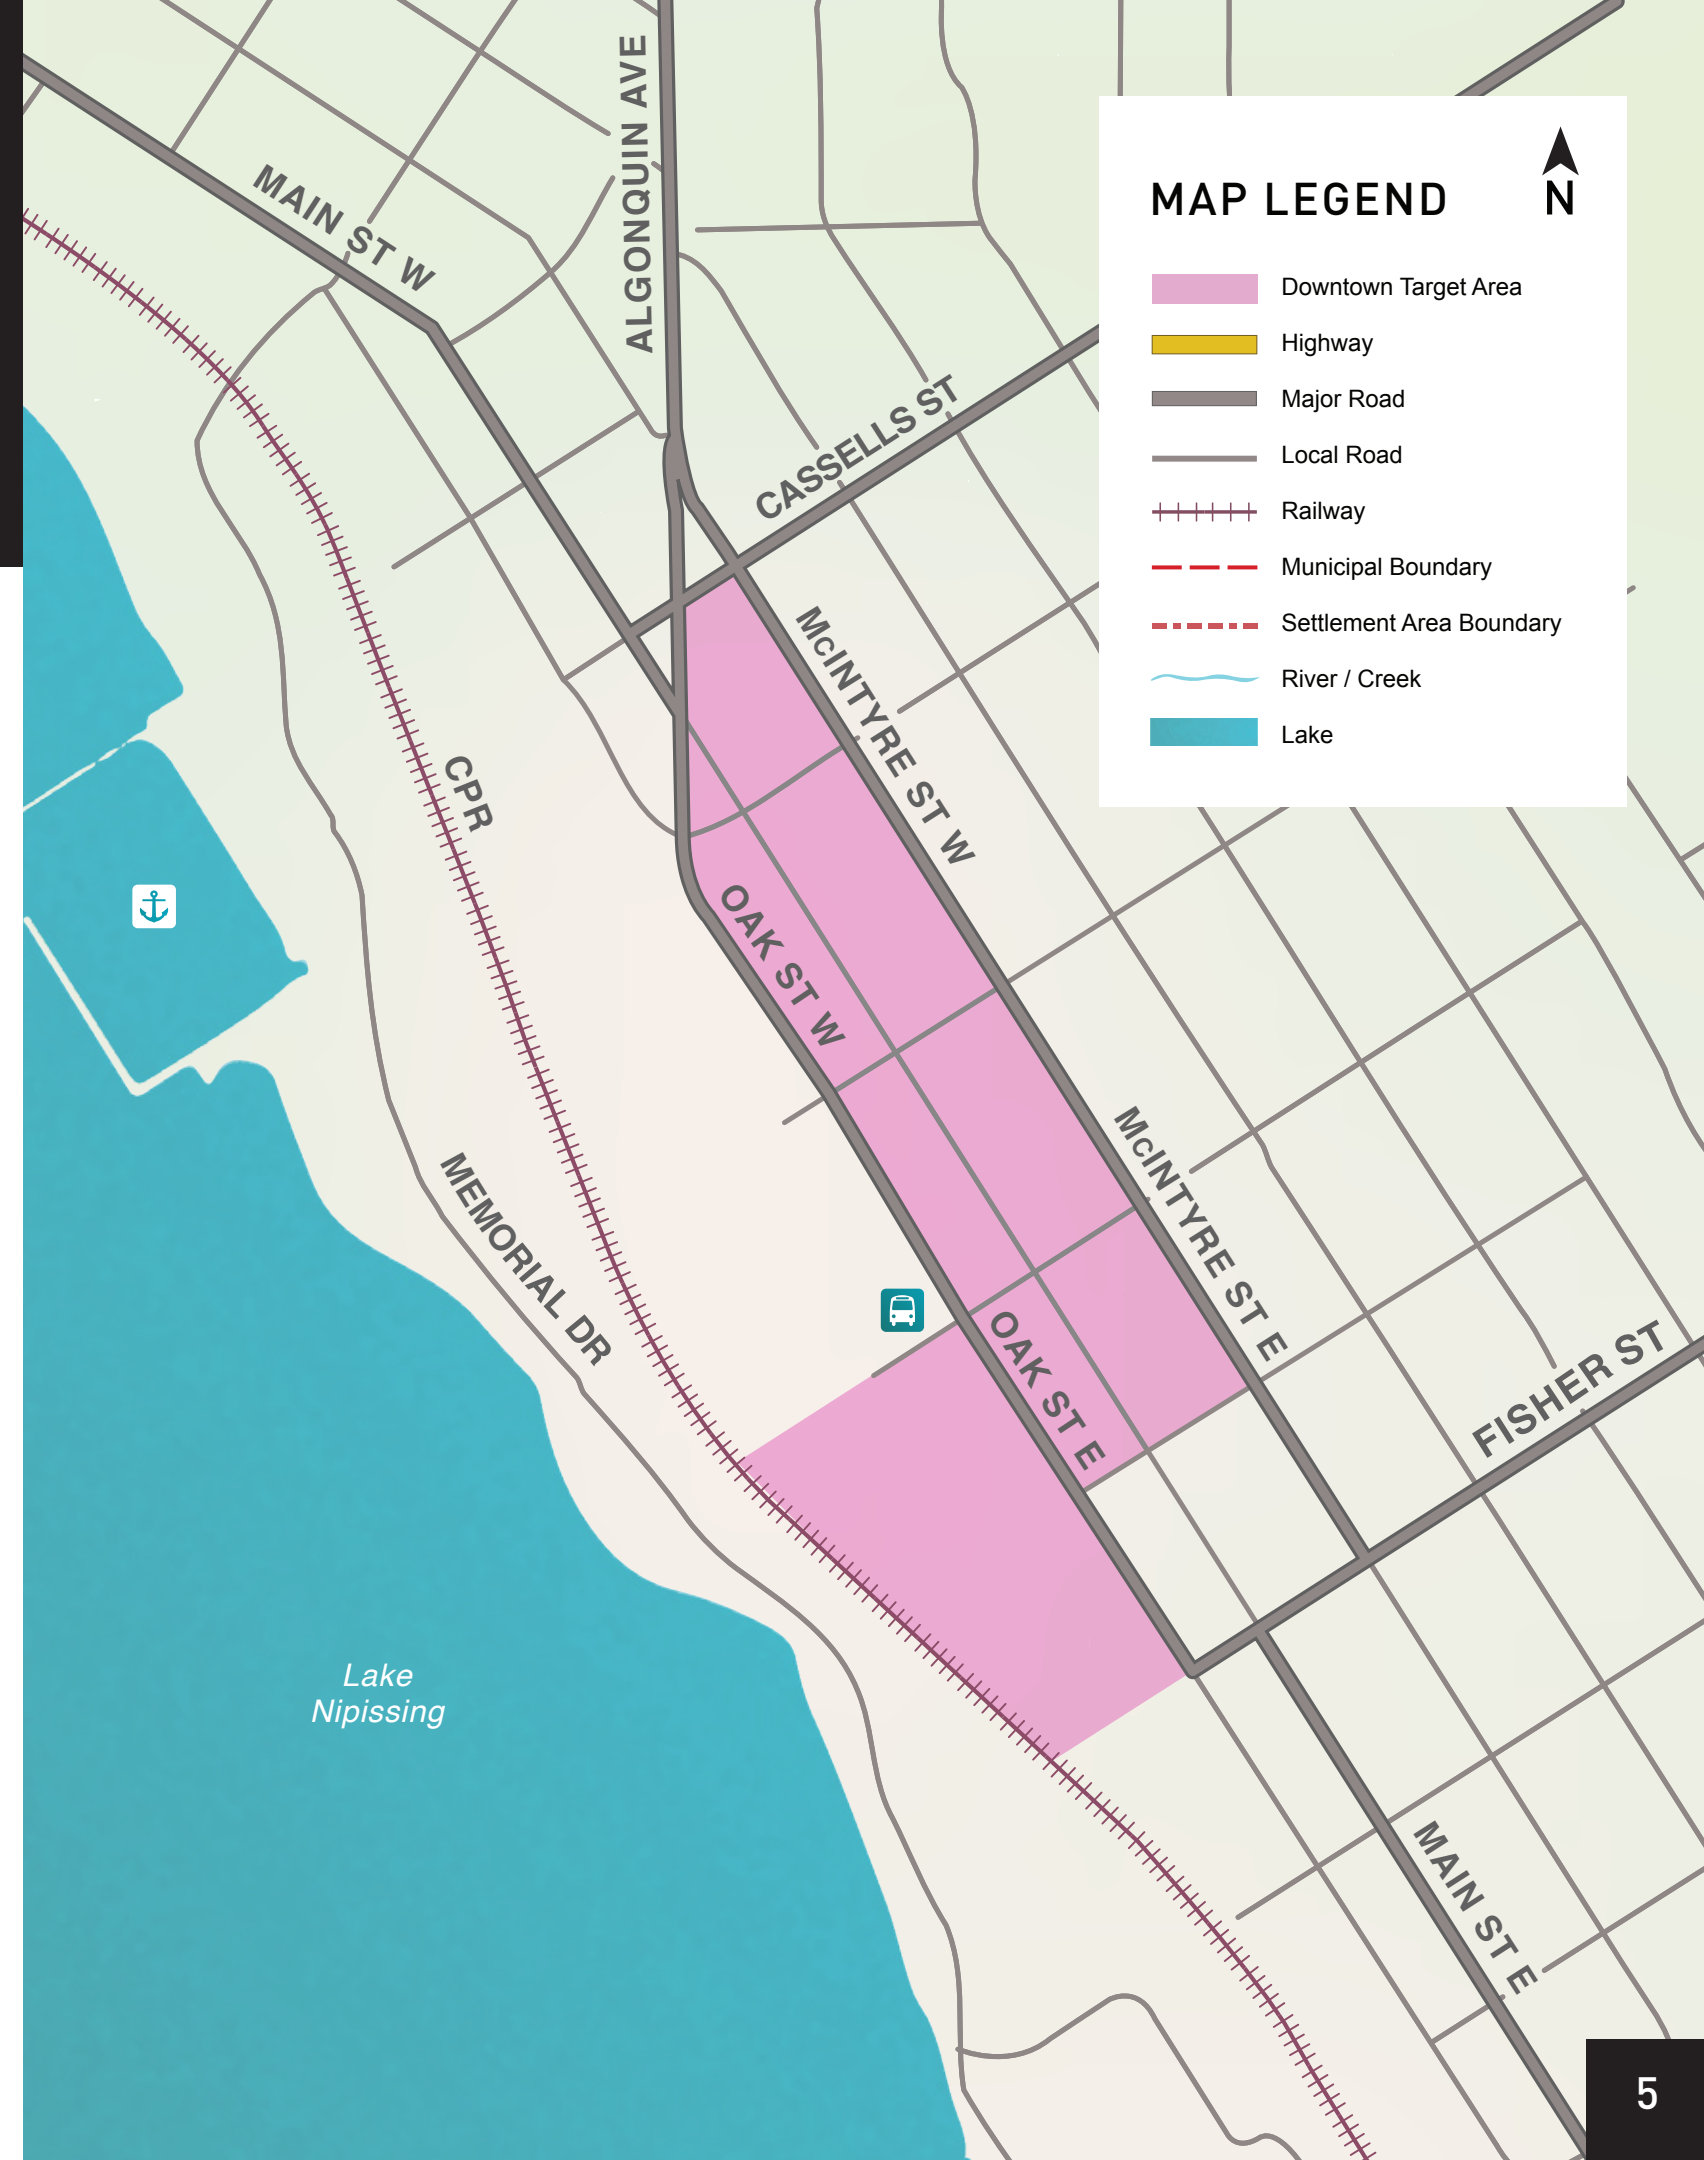 ALGONQUIN AVE
MAIN ST W
N
MAP LEGEND
Downtown Target Area
Highway
Major Road
Local Road
Railway
Municipal Boundary
Settlement Area Boundary
River / Creek
Lake
CASSELLS ST
McINTYRE ST W
CPR
OAK ST W
McINTYRE ST E
MEMORIAL DR
OAK ST E
FISHER ST
Lake
Nipissing
MAIN ST E
5